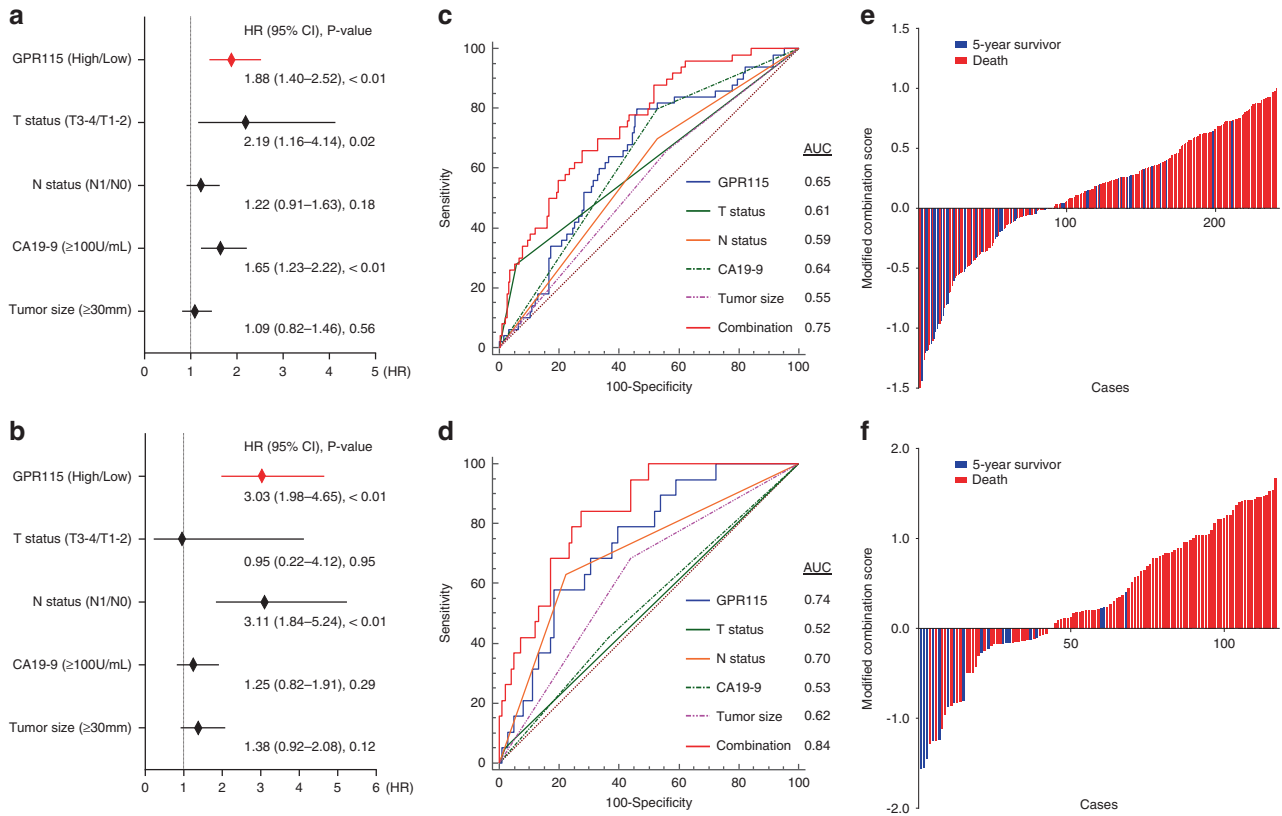 a
HR (95% CI), P-value
GPR115 (High/Low)
1.88 (1.40–2.52), < 0.01
T status (T3-4/T1-2)
2.19 (1.16–4.14), 0.02
N status (N1/N0)
1.22 (0.91–1.63), 0.18
CA19-9 (≥100U/mL)
1.65 (1.23–2.22), < 0.01
Tumor size (≥30mm)
1.09 (0.82–1.46), 0.56
0 1 2 3 4 5 (HR)
b
HR (95% CI), P-value
GPR115 (High/Low)
3.03 (1.98–4.65), < 0.01
T status (T3-4/T1-2)
0.95 (0.22–4.12), 0.95
N status (N1/N0)
3.11 (1.84–5.24), < 0.01
CA19-9 (≥100U/mL)
1.25 (0.82–1.91), 0.29
Tumor size (≥30mm)
1.38 (0.92–2.08), 0.12
0 1 2 3 4 5 6 (HR)
c
Sensitivity
100
80
60
40
20
0
AUC
GPR115 0.65
T status 0.61
N status 0.59
CA19-9 0.64
Tumor size 0.55
Combination 0.75
0 20 40 60 80 100
100-Specificity
d
Sensitivity
100
80
60
40
20
0
AUC
GPR115 0.74
T status 0.52
N status 0.70
CA19-9 0.53
Tumor size 0.62
Combination 0.84
0 20 40 60 80 100
100-Specificity
e
Modified combination score
1.5
1.0
0.5
0.0
-0.5
-1.0
-1.5
5-year survivor
Death
100 200
Cases
f
Modified combination score
2.0
1.0
0.0
-1.0
-2.0
5-year survivor
Death
50 100
Cases